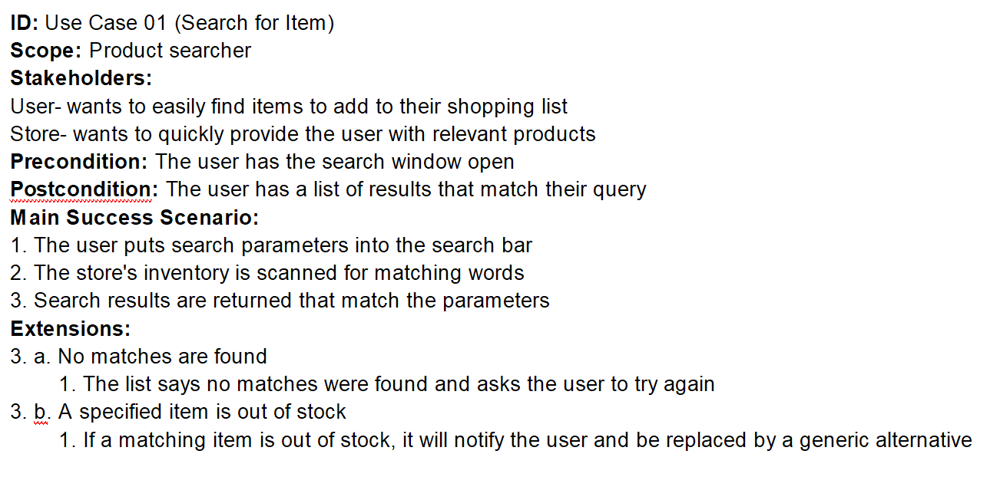 ID: Use Case 01 (Search for Item)
Scope: Product searcher
Stakeholders:
User- wants to easily find items to add to their shopping list
Store- wants to quickly provide the user with relevant products
Precondition: The user has the search window open
Postcondition: The user has a list of results that match their query
Main Success Scenario:
1. The user puts search parameters into the search bar
2. The store's inventory is scanned for matching words
3. Search results are returned that match the parameters
Extensions:
3. a. No matches are found
1. The list says no matches were found and asks the user to try again
3. b. A specified item is out of stock
1. If a matching item is out of stock, it will notify the user and be replaced by a generic alternative